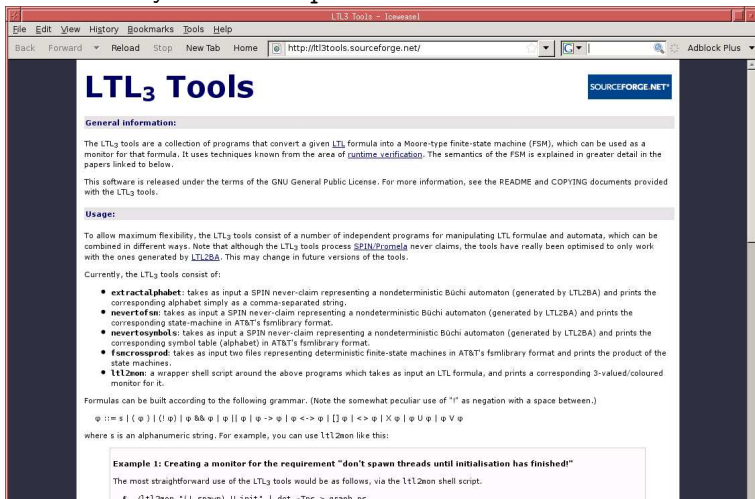 LTL3 Tools - Iceweasel
File Edit View History Bookmarks Tools Help
Back Forward Reload Stop New Tab Home http://ltl3tools.sourceforge.net/ G Adblock Plus
LTL₃ Tools
SOURCEFORGE.NET®
General information:
The LTL₃ tools are a collection of programs that convert a given LTL formula into a Moore-type finite-state machine (FSM), which can be used as a
monitor for that formula. It uses techniques known from the area of runtime verification. The semantics of the FSM is explained in greater detail in the
papers linked to below.
This software is released under the terms of the GNU General Public License. For more information, see the README and COPYING documents provided
with the LTL₃ tools.
Usage:
To allow maximum flexibility, the LTL₃ tools consist of a number of independent programs for manipulating LTL formulae and automata, which can be
combined in different ways. Note that although the LTL₃ tools process SPIN/Promela never claims, the tools have really been optimised to only work
with the ones generated by LTL2BA. This may change in future versions of the tools.
Currently, the LTL₃ tools consist of:
• extractalphabet: takes as input a SPIN never-claim representing a nondeterministic Büchi automaton (generated by LTL2BA) and prints the
corresponding alphabet simply as a comma-separated string.
• nevertofsm: takes as input a SPIN never-claim representing a nondeterministic Büchi automaton (generated by LTL2BA) and prints the
corresponding state-machine in AT&T's fsmlibrary format.
• nevertosymbols: takes as input a SPIN never-claim representing a nondeterministic Büchi automaton (generated by LTL2BA) and prints the
corresponding symbol table (alphabet) in AT&T's fsmlibrary format.
• fsmcrossprod: takes as input two files representing deterministic finite-state machines in AT&T's fsmlibrary format and prints the product of the
state machines.
• ltl2mon: a wrapper shell script around the above programs which takes as input an LTL formula, and prints a corresponding 3-valued/coloured
monitor for it.
Formulas can be built according to the following grammar. (Note the somewhat peculiar use of "!" as negation with a space between.)
φ ::= s | ( φ ) | (! φ) | φ && φ | φ || φ | φ -> φ | φ <-> φ | [] φ | <> φ | X φ | φ U φ | φ V φ
where s is an alphanumeric string. For example, you can use ltl2mon like this:
Example 1: Creating a monitor for the requirement "don't spawn threads until initialisation has finished!"
The most straightforward use of the LTL₃ tools would be as follows, via the ltl2mon shell script.